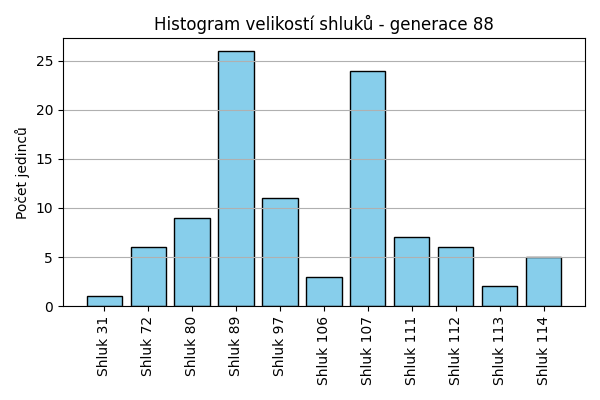 Histogram velikostí shluků - generace 88
Počet jedinců
25
20
15
10
5
0
Shluk 31
Shluk 72
Shluk 80
Shluk 89
Shluk 97
Shluk 106
Shluk 107
Shluk 111
Shluk 112
Shluk 113
Shluk 114